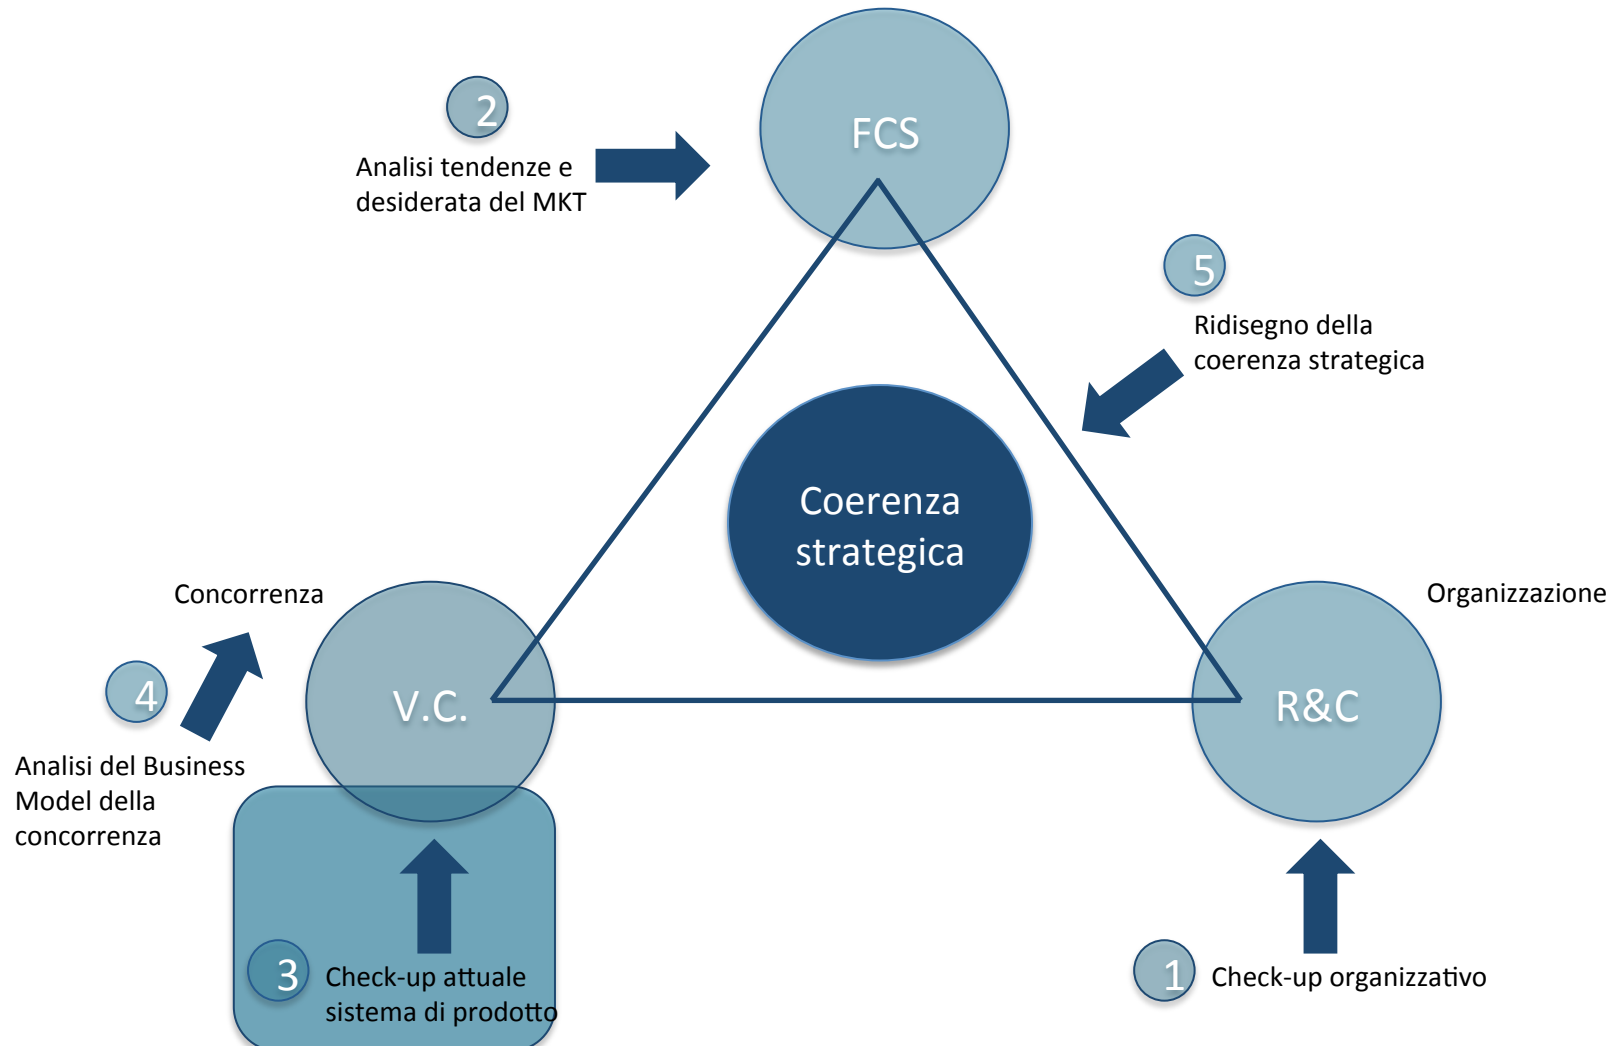 2
Analisi tendenze e
desiderata del MKT
FCS
5
Ridisegno della
coerenza strategica
Coerenza
strategica
Concorrenza
4
Analisi del Business
Model della
concorrenza
V.C.
Organizzazione
R&C
3
Check-up attuale
sistema di prodotto
1
Check-up organizzativo